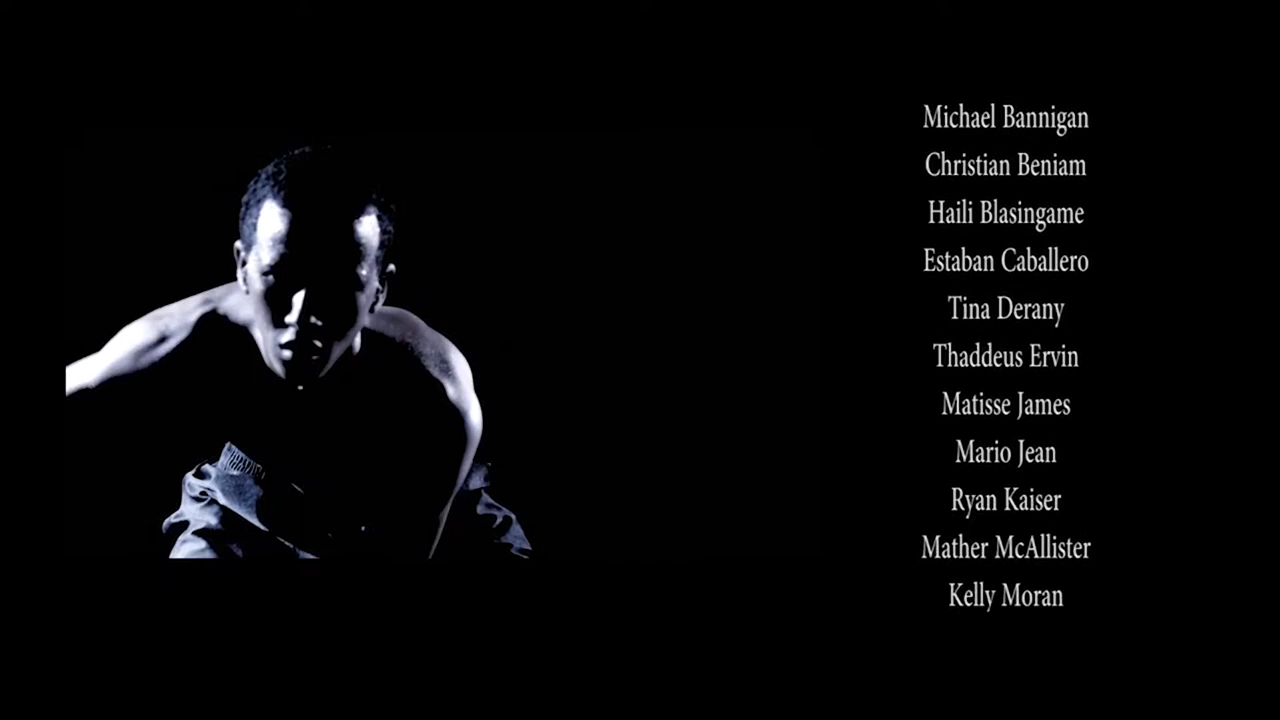 Michael Bannigan
Christian Beniam
Haili Blasingame
Estaban Caballero
Tina Derany
Thaddeus Ervin
Matisse James
Mario Jean
Ryan Kaiser
Mather McAllister
Kelly Moran